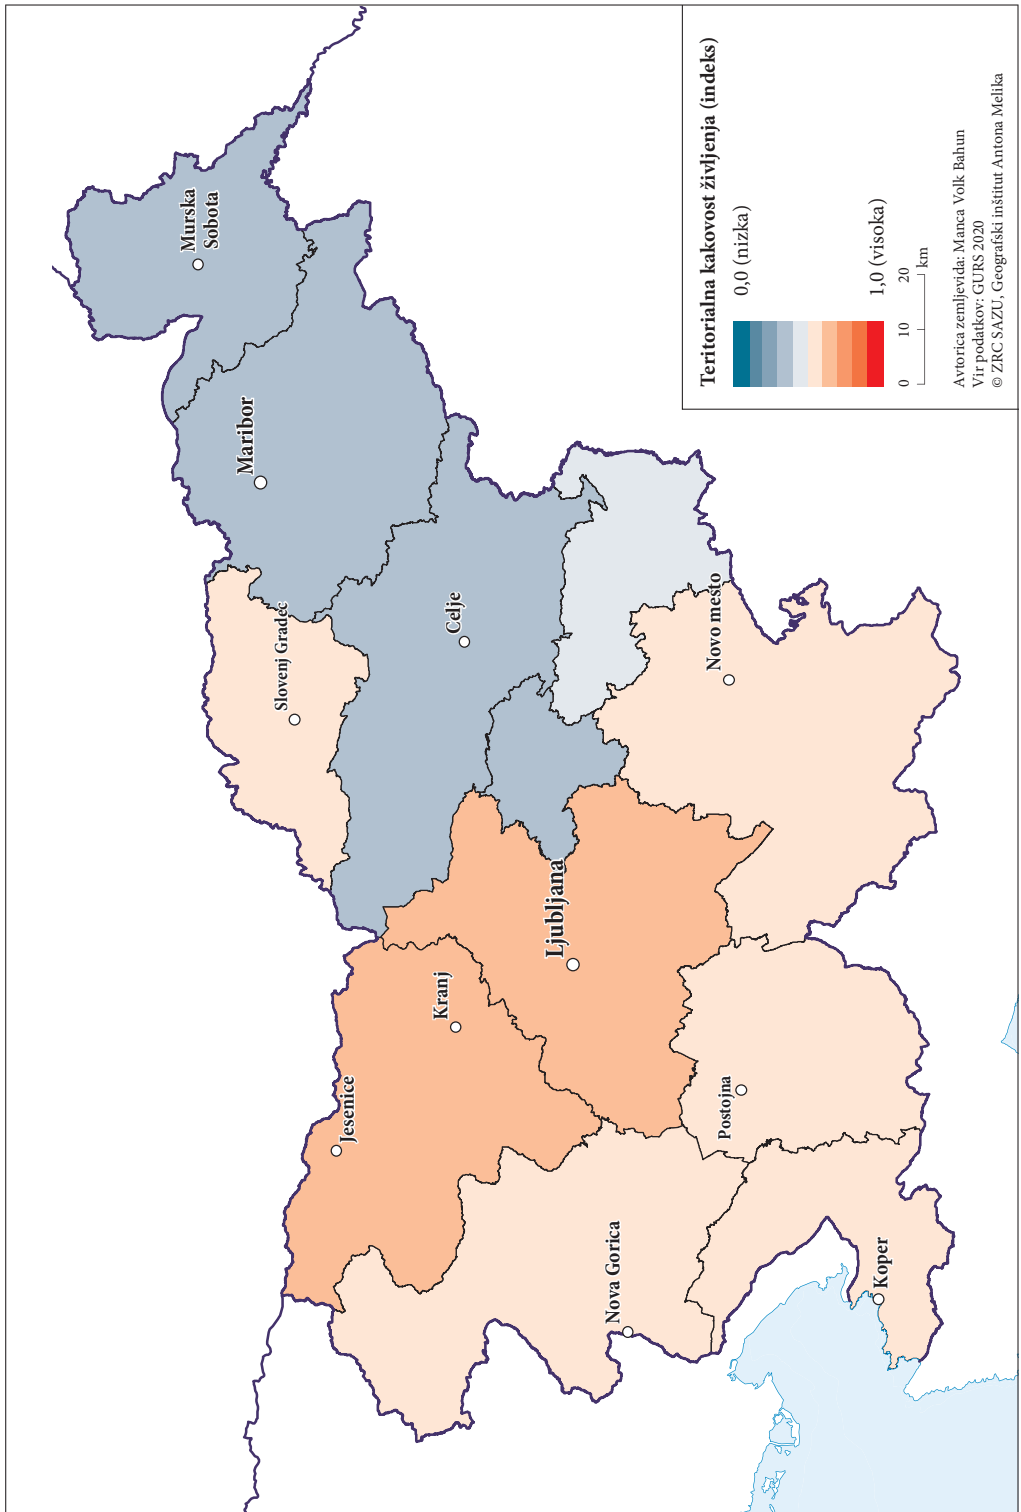 Murska
Sobota
Maribor
Slovenj Gradec
Celje
Novo mesto
Ljubljana
Kranj
Jesenice
Postojna
Nova Gorica
Koper
Teritorialna kakovost življenja (indeks)
0,0 (nizka)
1,0 (visoka)
0 10 20
km
Avtorica zemljevida: Manca Volk Bahun
Vir podatkov: GURS 2020
© ZRC SAZU, Geografski inštitut Antona Melika